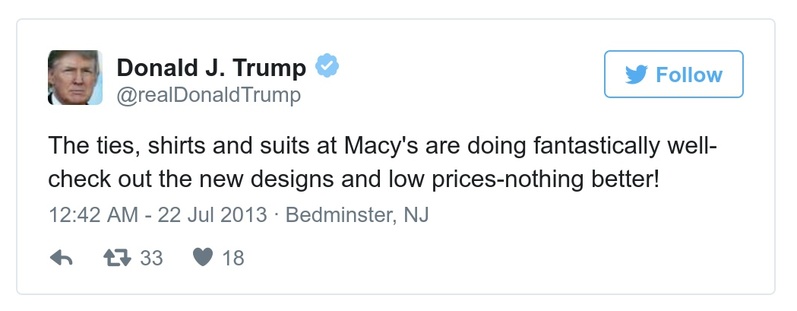 Donald J. Trump
@realDonaldTrump
Follow
The ties, shirts and suits at Macy's are doing fantastically well-
check out the new designs and low prices-nothing better!
12:42 AM - 22 Jul 2013 · Bedminster, NJ
33 18